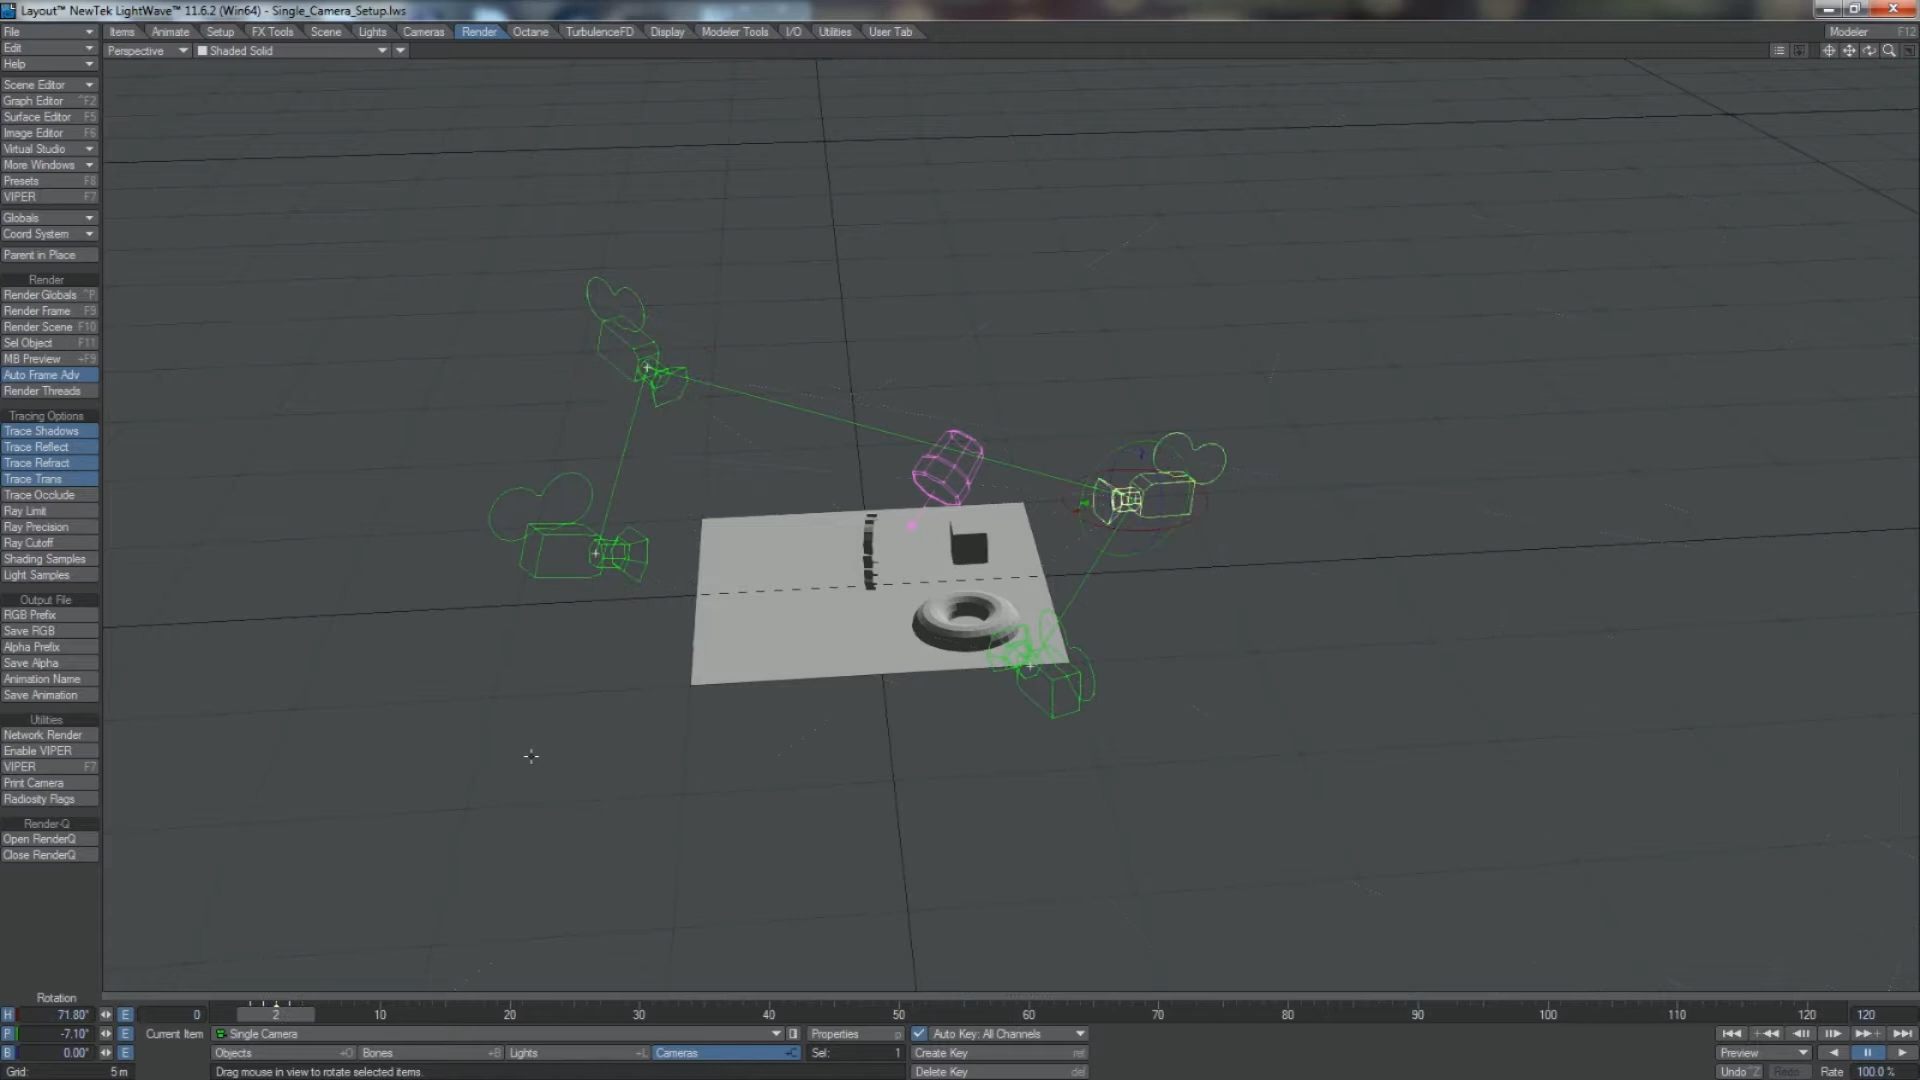 Layout™ NewTek LightWave™ 11.6.2 (Win64) - Single_Camera_Setup.lws
File
Items Animate Setup FX Tools Scene Lights Cameras Render Octane TurbulenceFD Display Modeler Tools I/O Utilities User Tab Modeler F12
Edit
Perspective Shaded Solid
Help
Scene Editor
Graph Editor ^F2
Surface Editor F5
Image Editor F6
Virtual Studio
More Windows
Presets F8
VIPER F7
Globals
Coord System
Parent in Place
Render
Render Globals ^P
Render Frame F9
Render Scene F10
Sel Object F11
MB Preview +F9
Auto Frame Adv
Render Threads
Tracing Options
Trace Shadows
Trace Reflect
Trace Refract
Trace Trans
Trace Occlude
Ray Limit
Ray Precision
Ray Cutoff
Shading Samples
Light Samples
Output File
RGB Prefix
Save RGB
Alpha Prefix
Save Alpha
Animation Name
Save Animation
Utilities
Network Render
Enable VIPER
VIPER F7
Print Camera
Radiosity Flags
Render-Q
Open RenderQ
Close RenderQ
Rotation
H 71.80° E 0 2 10 20 30 40 50 60 70 80 90 100 110 120 120
P -7.10° E Current Item Single Camera Properties p Auto Key: All Channels
B 0.00° E Objects +O Bones +B Lights +L Cameras +C Sel: 1 Create Key ret Preview
Grid: 5 m Drag mouse in view to rotate selected items. Delete Key del Undo ^Z Redo Rate 100.0 %